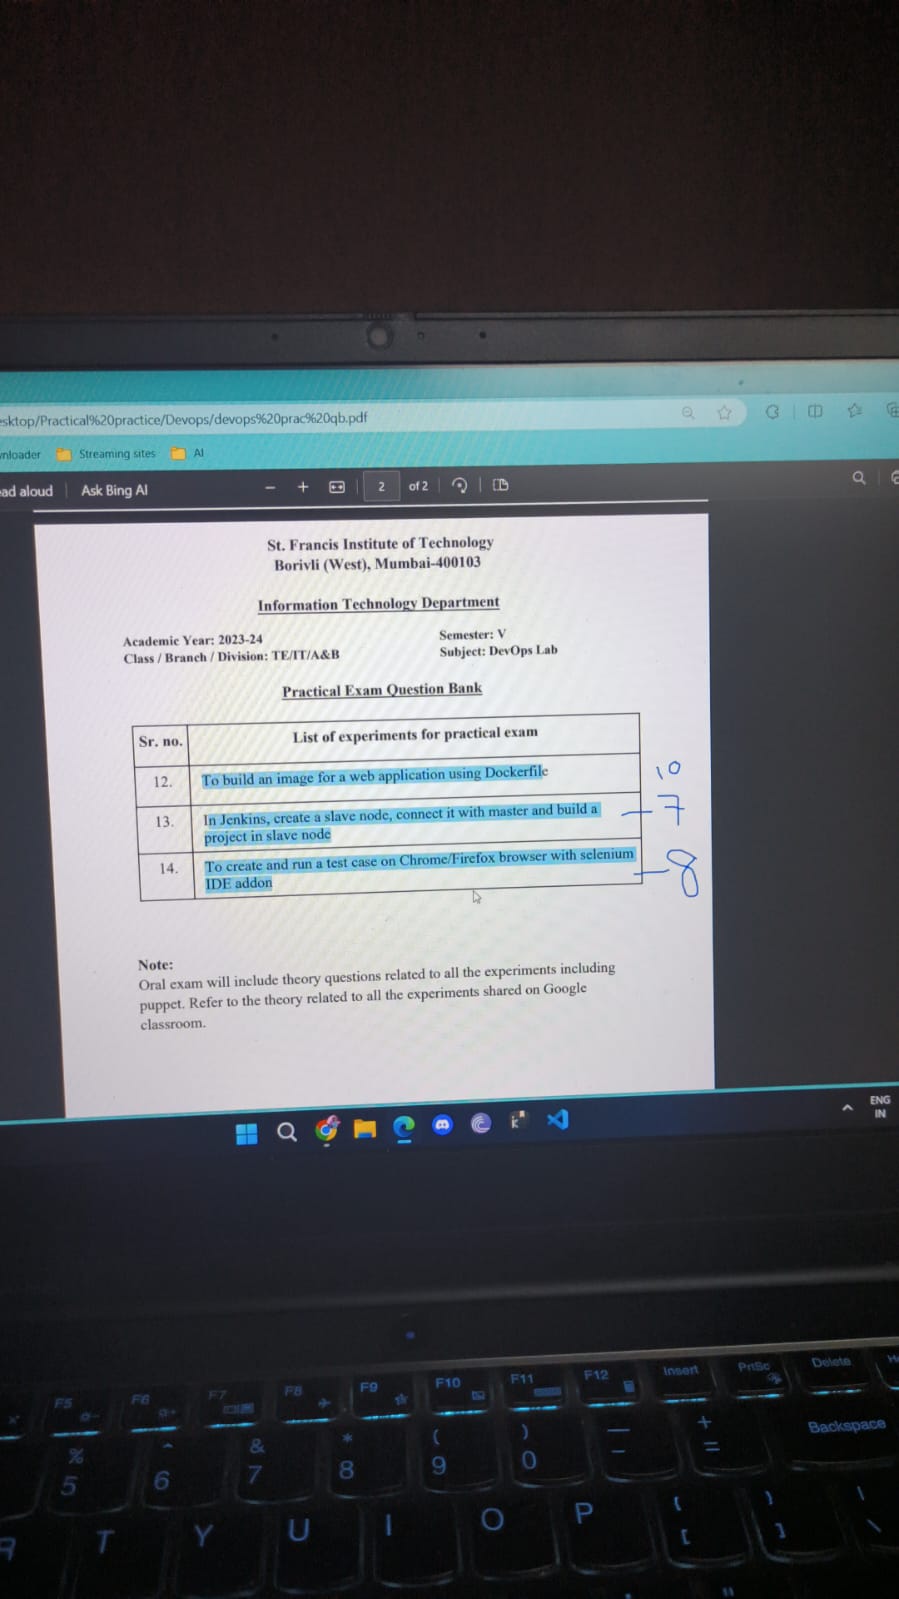 esktop/Practical%20practice/Devops/devops%20prac%20qb.pdf
wnloader Streaming sites AI
ead aloud Ask Bing AI
2 of 2
St. Francis Institute of Technology
Borivli (West), Mumbai-400103
Information Technology Department
Academic Year: 2023-24 Semester: V
Class / Branch / Division: TE/IT/A&B Subject: DevOps Lab
Practical Exam Question Bank
Sr. no. List of experiments for practical exam
12. To build an image for a web application using Dockerfile 10
13. In Jenkins, create a slave node, connect it with master and build a – 7
project in slave node
14. To create and run a test case on Chrome/Firefox browser with selenium – 8
IDE addon
Note:
Oral exam will include theory questions related to all the experiments including
puppet. Refer to the theory related to all the experiments shared on Google
classroom.
ENG
IN
F5 F6 F7 F8 F9 F10 F11 F12 Insert PrtSc Delete
% ^ & * ( ) — + Backspace
5 6 7 8 9 0 - =
R T Y U I O P { [ } ] | \